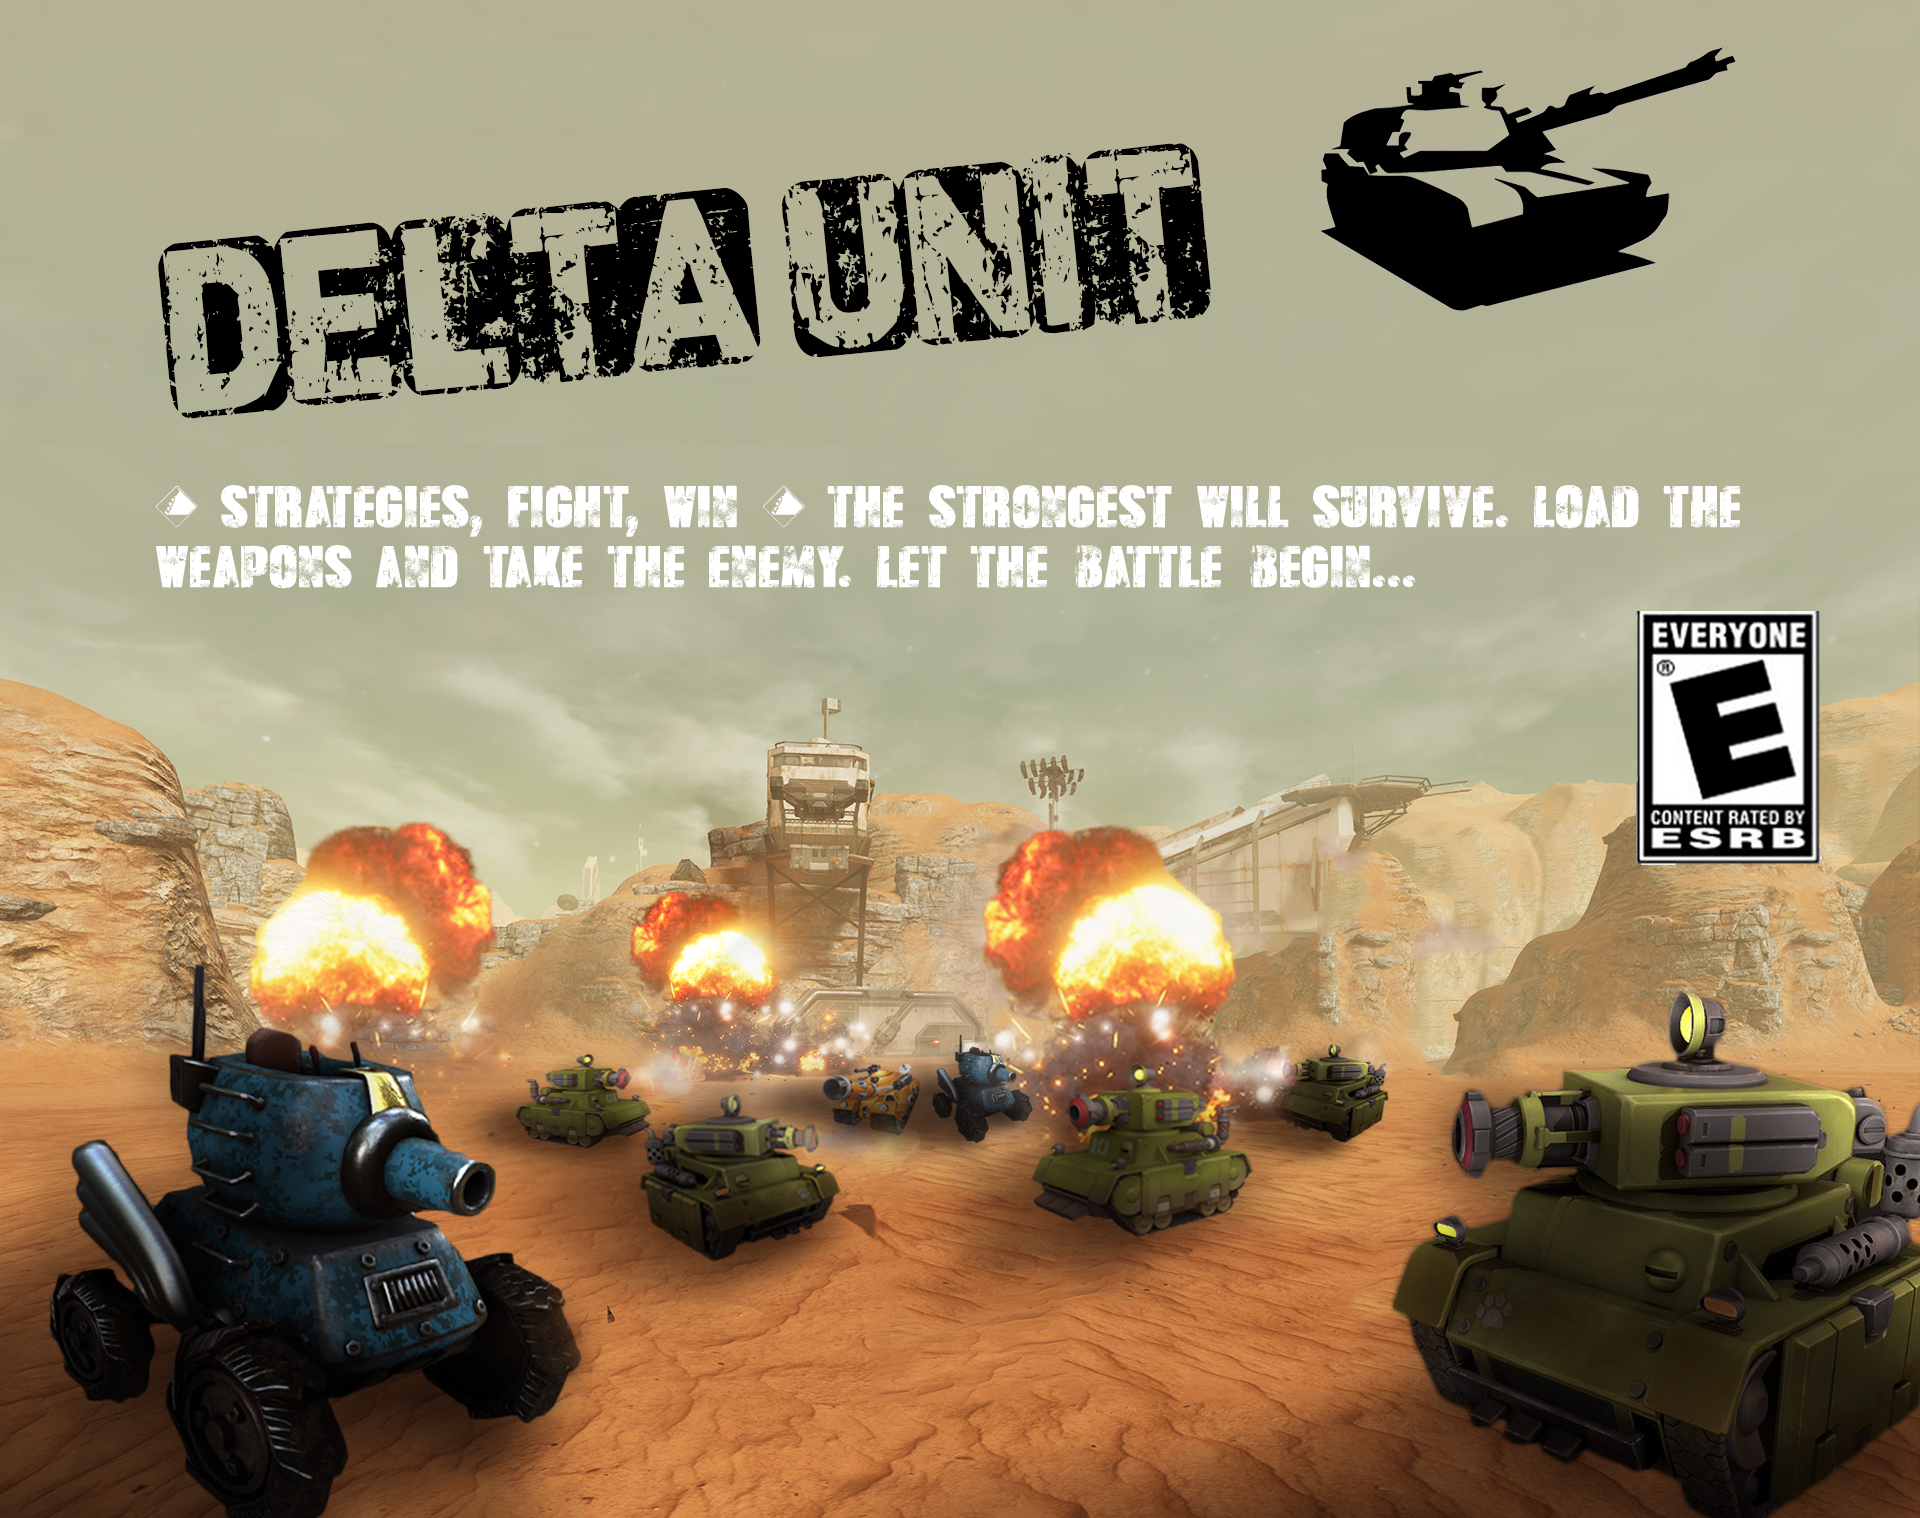 DELTA UNIT
STRATEGIES, FIGHT, WIN THE STRONGEST WILL SURVIVE. LOAD THE
WEAPONS AND TAKE THE ENEMY. LET THE BATTLE BEGIN...
EVERYONE
®
E
CONTENT RATED BY
ESRB